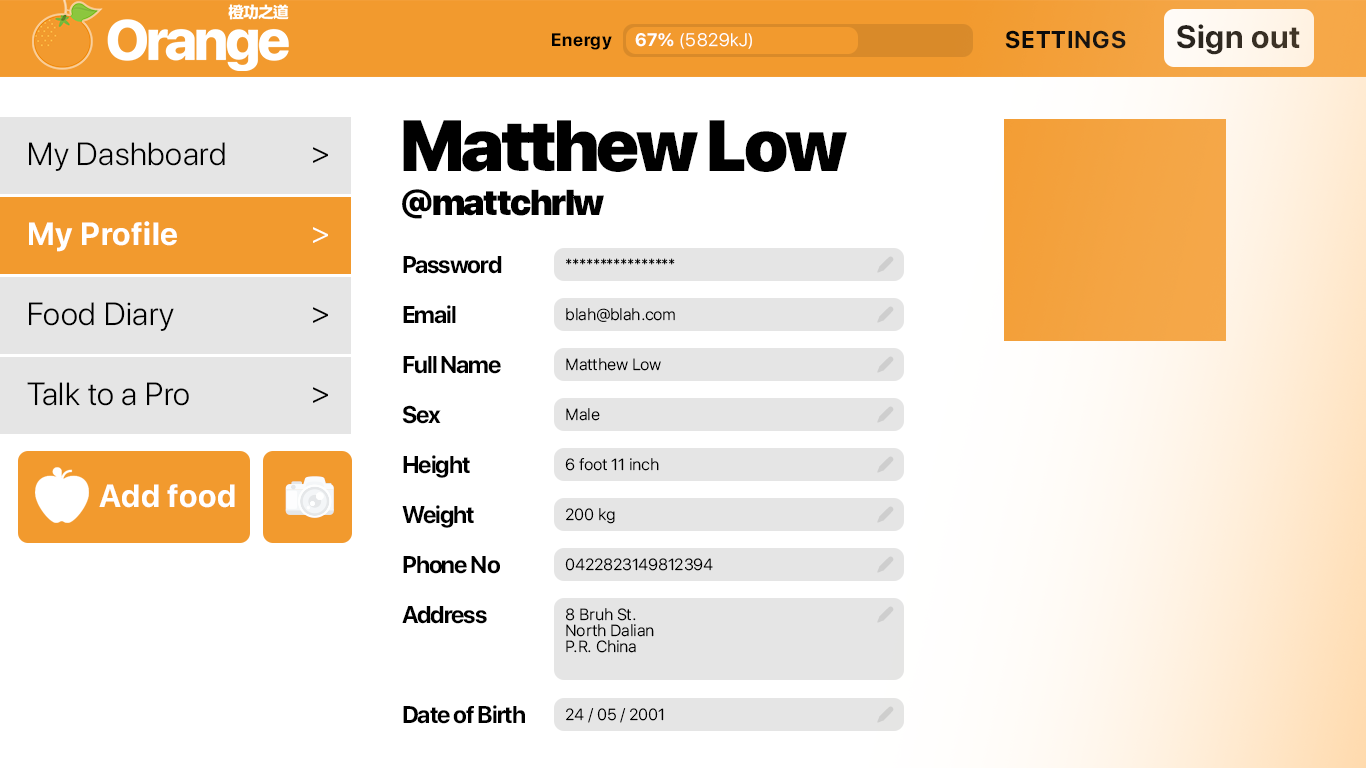 橙功之道
Orange
Energy 67% (5829kJ)
SETTINGS
Sign out
My Dashboard >
My Profile >
Food Diary >
Talk to a Pro >
Add food
Matthew Low
@mattchrlw
Password ****************
Email blah@blah.com
Full Name Matthew Low
Sex Male
Height 6 foot 11 inch
Weight 200 kg
Phone No 0422823149812394
Address 8 Bruh St.
North Dalian
P.R. China
Date of Birth 24 / 05 / 2001